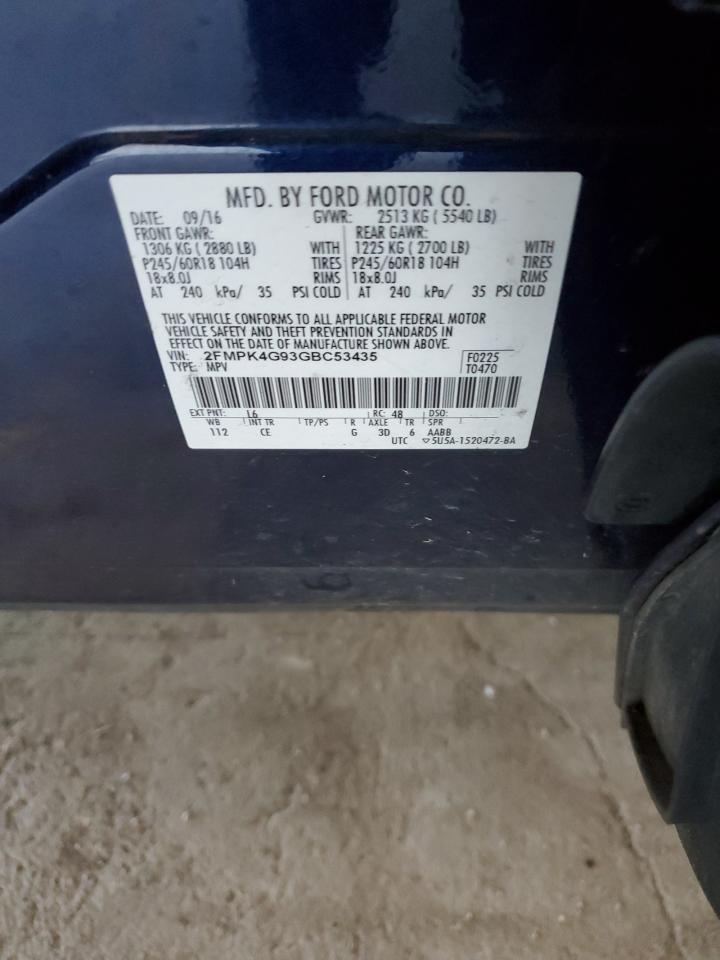 MFD. BY FORD MOTOR CO.
DATE: 09/16 GVWR: 2513 KG ( 5540 LB)
FRONT GAWR: REAR GAWR:
1306 KG ( 2880 LB) WITH 1225 KG ( 2700 LB) WITH
P245/60R18 104H TIRES P245/60R18 104H TIRES
18x8.0J RIMS 18x8.0J RIMS
AT 240 kPa/ 35 PSI COLD AT 240 kPa/ 35 PSI COLD
THIS VEHICLE CONFORMS TO ALL APPLICABLE FEDERAL MOTOR
VEHICLE SAFETY AND THEFT PREVENTION STANDARDS IN
EFFECT ON THE DATE OF MANUFACTURE SHOWN ABOVE.
VIN: 2FMPK4G93GBC53435 F0225
TYPE: MPV T0470
EXT PNT: L6 RC: 48 DSO:
WB INT TR TP/PS R AXLE TR SPR
112 CE G 3D 6 AABB
UTC ▽5U5A-1520472-BA